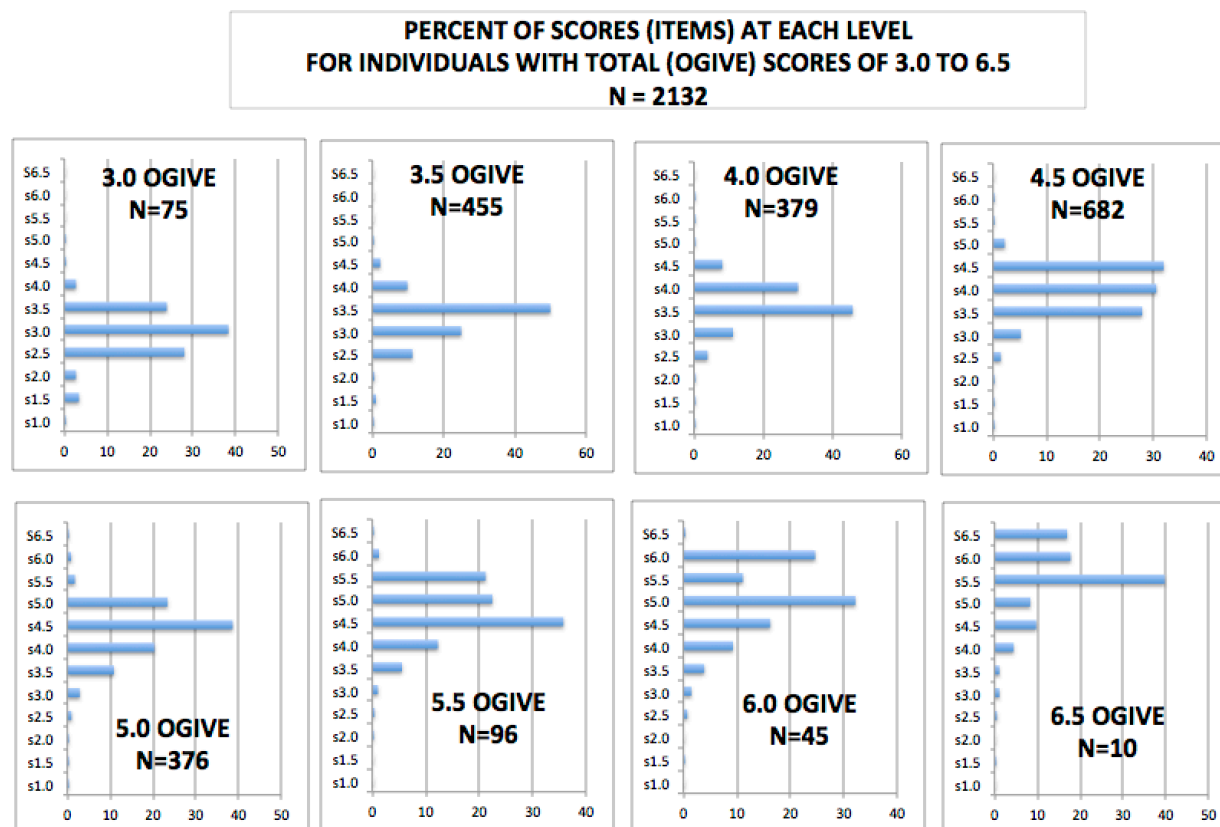 PERCENT OF SCORES (ITEMS) AT EACH LEVEL
FOR INDIVIDUALS WITH TOTAL (OGIVE) SCORES OF 3.0 TO 6.5
N = 2132
3.0 OGIVE
N=75
S6.5
s6.0
s5.5
s5.0
s4.5
s4.0
s3.5
s3.0
s2.5
s2.0
s1.5
s1.0
0 10 20 30 40 50
3.5 OGIVE
N=455
S6.5
s6.0
s5.5
s5.0
s4.5
s4.0
s3.5
s3.0
s2.5
s2.0
s1.5
s1.0
0 20 40 60
4.0 OGIVE
N=379
S6.5
s6.0
s5.5
s5.0
s4.5
s4.0
s3.5
s3.0
s2.5
s2.0
s1.5
s1.0
0 20 40 60
4.5 OGIVE
N=682
S6.5
s6.0
s5.5
s5.0
s4.5
s4.0
s3.5
s3.0
s2.5
s2.0
s1.5
s1.0
0 10 20 30 40
S6.5
s6.0
s5.5
s5.0
s4.5
s4.0
s3.5
s3.0
s2.5
s2.0
s1.5
s1.0
5.0 OGIVE
N=376
0 10 20 30 40 50
S6.5
s6.0
s5.5
s5.0
s4.5
s4.0
s3.5
s3.0
s2.5
s2.0
s1.5
s1.0
5.5 OGIVE
N=96
0 10 20 30 40
S6.5
s6.0
s5.5
s5.0
s4.5
s4.0
s3.5
s3.0
s2.5
s2.0
s1.5
s1.0
6.0 OGIVE
N=45
0 10 20 30 40
S6.5
s6.0
s5.5
s5.0
s4.5
s4.0
s3.5
s3.0
s2.5
s2.0
s1.5
s1.0
6.5 OGIVE
N=10
0 10 20 30 40 50